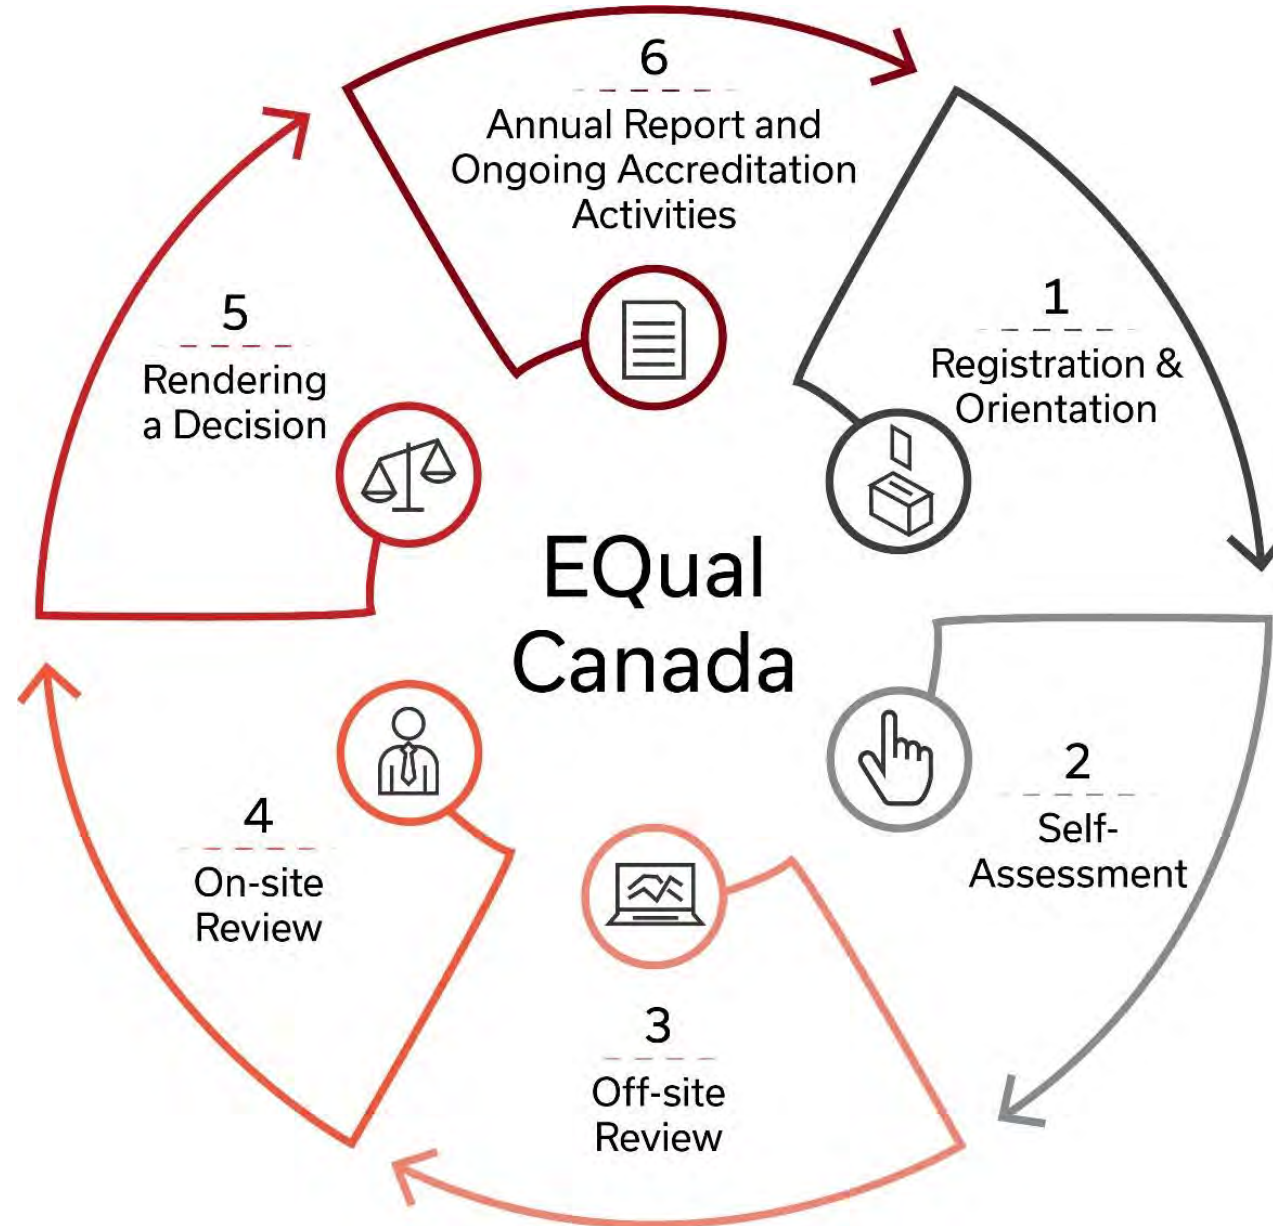 6
Annual Report and
Ongoing Accreditation
Activities
1
Registration &
Orientation
2
Self-
Assessment
3
Off-site
Review
4
On-site
Review
5
Rendering
a Decision
EQual
Canada